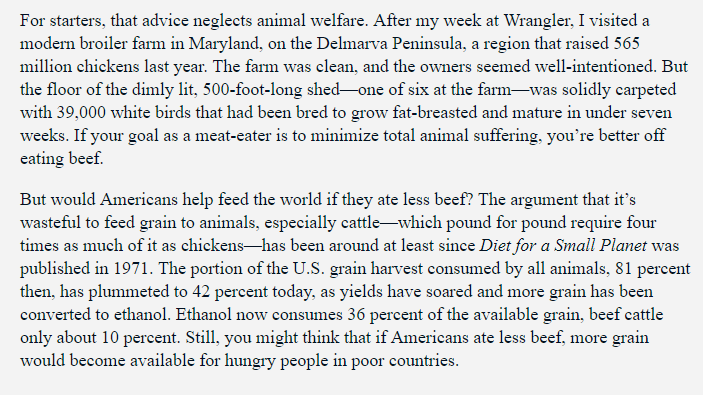 For starters, that advice neglects animal welfare. After my week at Wrangler, I visited a
modern broiler farm in Maryland, on the Delmarva Peninsula, a region that raised 565
million chickens last year. The farm was clean, and the owners seemed well-intentioned. But
the floor of the dimly lit, 500-foot-long shed—one of six at the farm—was solidly carpeted
with 39,000 white birds that had been bred to grow fat-breasted and mature in under seven
weeks. If your goal as a meat-eater is to minimize total animal suffering, you’re better off
eating beef.
But would Americans help feed the world if they ate less beef? The argument that it’s
wasteful to feed grain to animals, especially cattle—which pound for pound require four
times as much of it as chickens—has been around at least since Diet for a Small Planet was
published in 1971. The portion of the U.S. grain harvest consumed by all animals, 81 percent
then, has plummeted to 42 percent today, as yields have soared and more grain has been
converted to ethanol. Ethanol now consumes 36 percent of the available grain, beef cattle
only about 10 percent. Still, you might think that if Americans ate less beef, more grain
would become available for hungry people in poor countries.